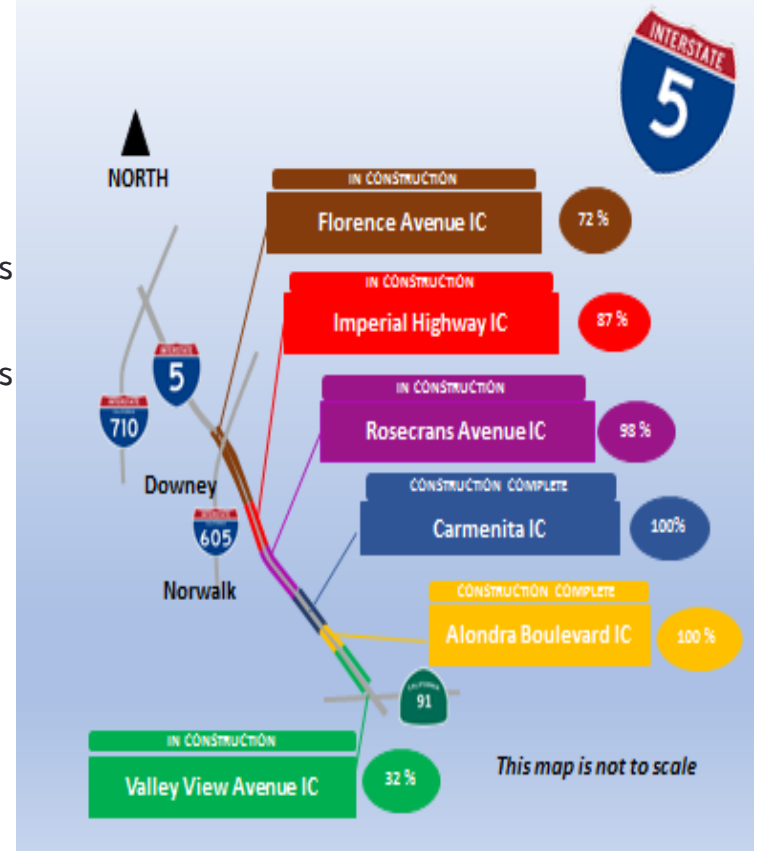 INTERSTATE
5
NORTH
IN CONSTRUCTION
Florence Avenue IC
72 %
s
IN CONSTRUCTION
Imperial Highway IC
87 %
INTERSTATE
5
s
IN CONSTRUCTION
Rosecrans Avenue IC
98 %
710
Downey
CONSTRUCTION COMPLETE
Carmenita IC
100%
605
Norwalk
CONSTRUCTION COMPLETE
Alondra Boulevard IC
100 %
91
IN CONSTRUCTION
Valley View Avenue IC
32 %
This map is not to scale